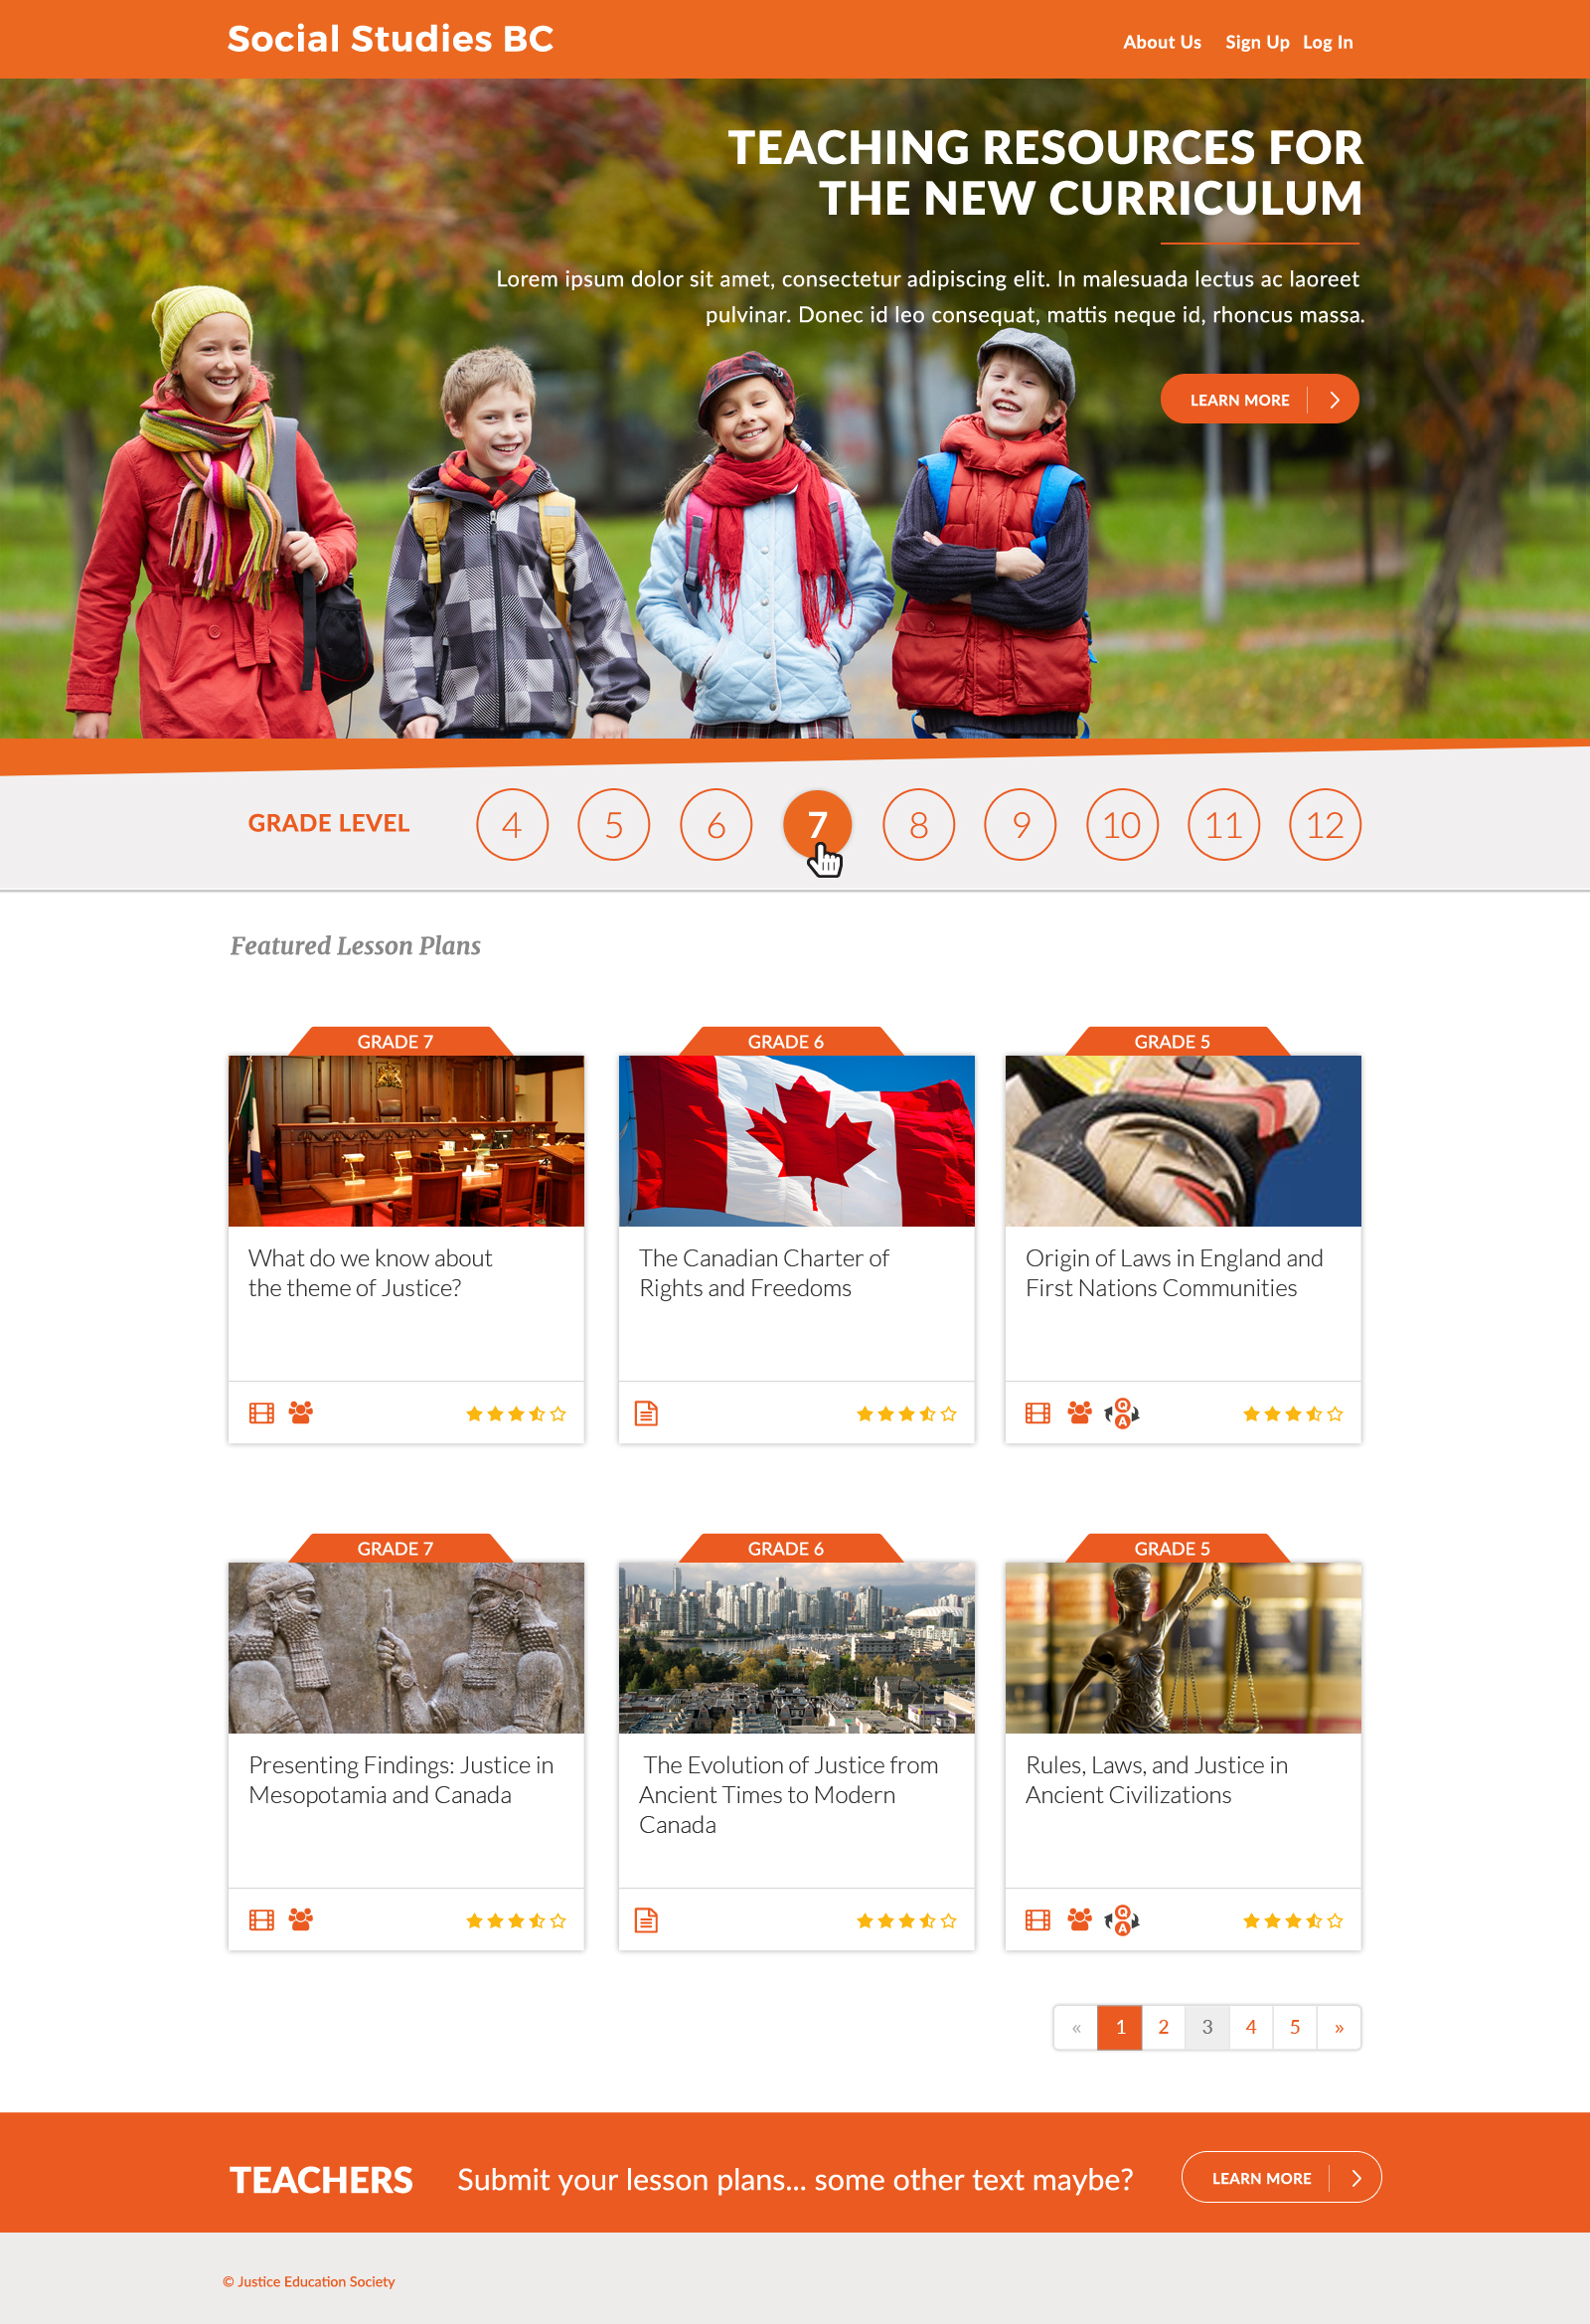 Social Studies BC
About Us Sign Up Log In
TEACHING RESOURCES FOR
THE NEW CURRICULUM
Lorem ipsum dolor sit amet, consectetur adipiscing elit. In malesuada lectus ac laoreet
pulvinar. Donec id leo consequat, mattis neque id, rhoncus massa.
LEARN MORE
GRADE LEVEL 4 5 6 7 8 9 10 11 12
Featured Lesson Plans
GRADE 7
What do we know about
the theme of Justice?
GRADE 6
The Canadian Charter of
Rights and Freedoms
GRADE 5
Origin of Laws in England and
First Nations Communities
Q
A
GRADE 7
Presenting Findings: Justice in
Mesopotamia and Canada
GRADE 6
The Evolution of Justice from
Ancient Times to Modern
Canada
GRADE 5
Rules, Laws, and Justice in
Ancient Civilizations
Q
A
« 1 2 3 4 5 »
TEACHERS Submit your lesson plans... some other text maybe? LEARN MORE
© Justice Education Society